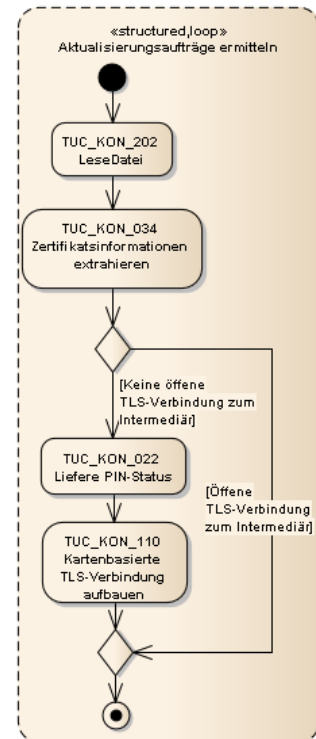 «structured,loop»
Aktualisierungsaufträge ermitteln
TUC_KON_202
LeseDatei
TUC_KON_034
Zertifikatsinformationen
extrahieren
[Keine öffene
TLS-Verbindung zum
Intermediär]
TUC_KON_022
Liefere PIN-Status
[Öffene
TLS-Verbindung
zum Intermediär]
TUC_KON_110
Kartenbasierte
TLS-Verbindung
aufbauen